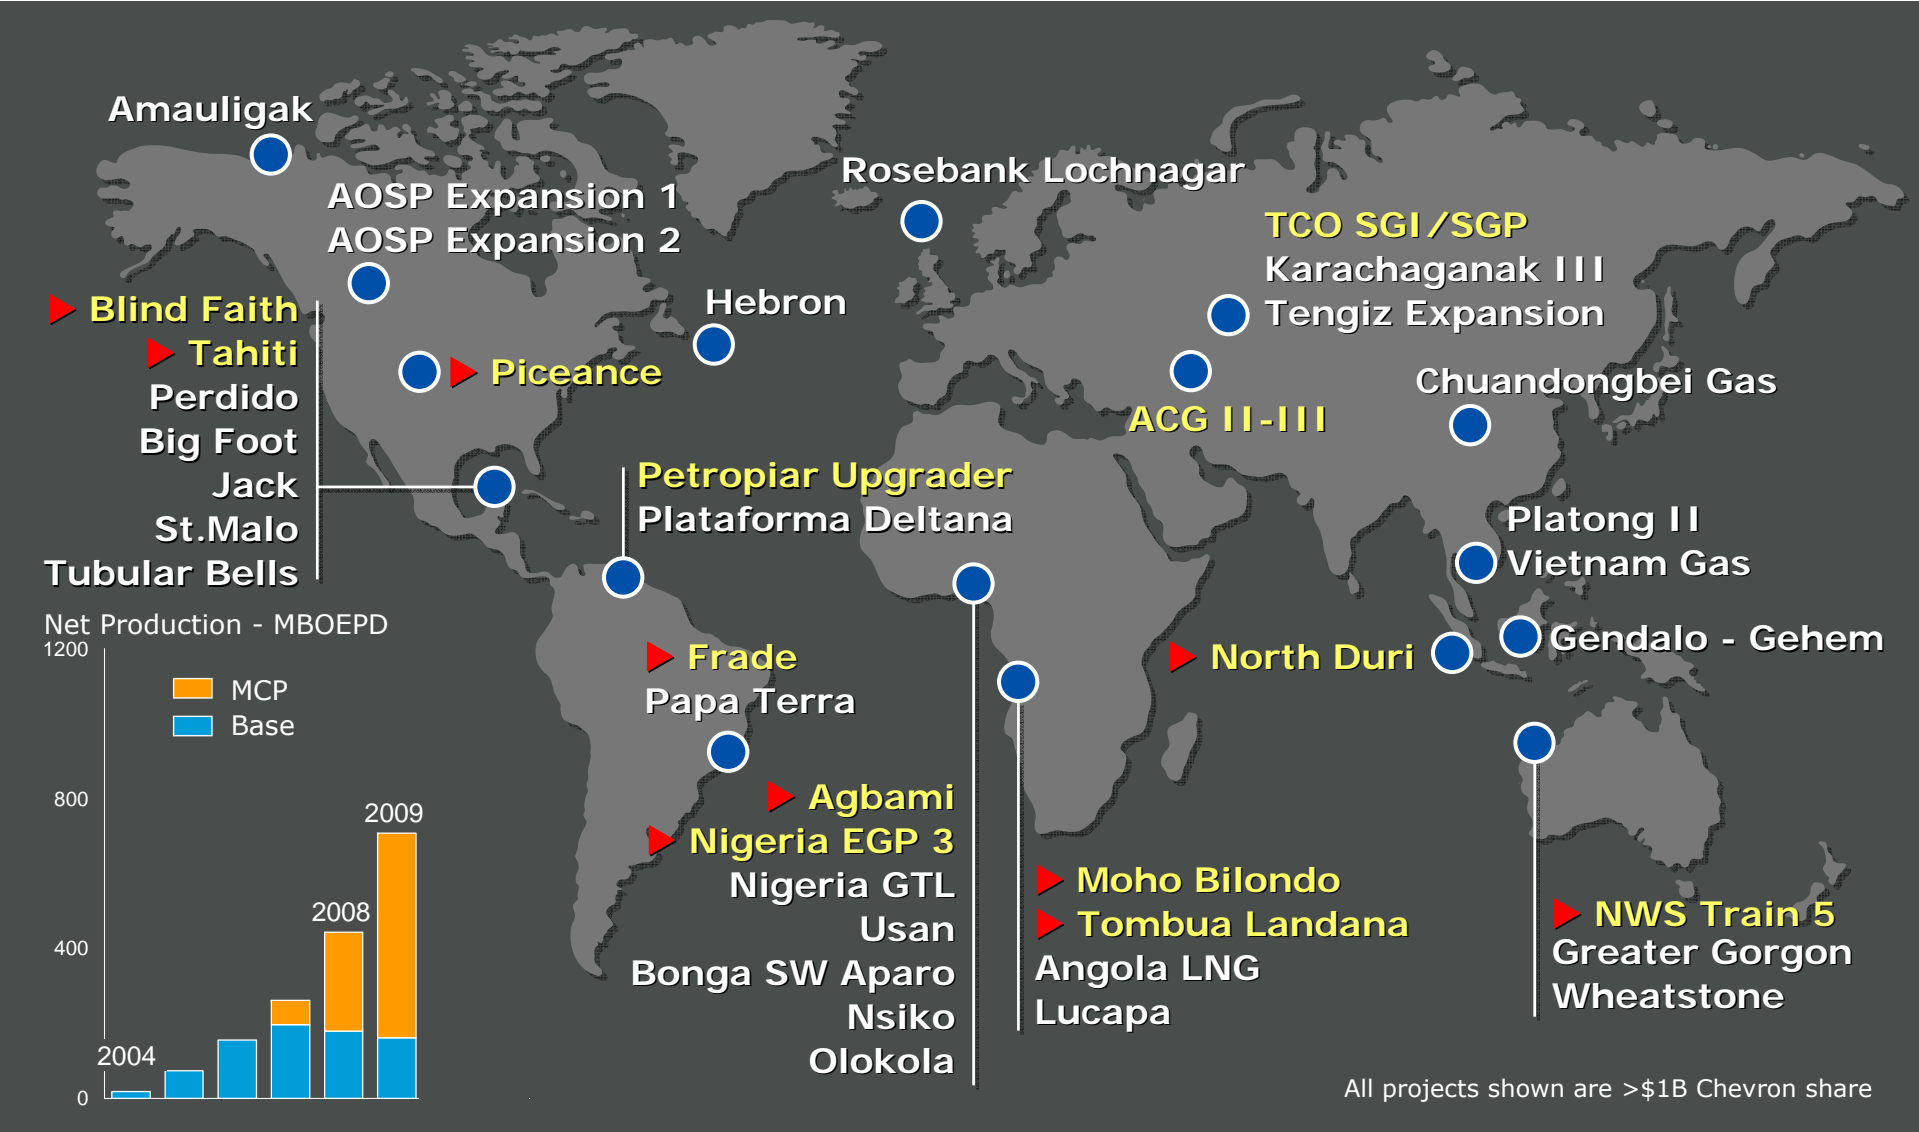 Amauligak
AOSP Expansion 1
AOSP Expansion 2
Rosebank Lochnagar
TCO SGI/SGP
Karachaganak III
Tengiz Expansion
Blind Faith
Tahiti
Perdido
Big Foot
Jack
St.Malo
Tubular Bells
Hebron
Piceance
ACG II-III
Chuandongbei Gas
Petropiar Upgrader
Plataforma Deltana
Platong II
Vietnam Gas
Frade
Papa Terra
North Duri
Gendalo - Gehem
Agbami
Nigeria EGP 3
Nigeria GTL
Usan
Bonga SW Aparo
Nsiko
Olokola
Moho Bilondo
Tombua Landana
Angola LNG
Lucapa
NWS Train 5
Greater Gorgon
Wheatstone
Net Production - MBOEPD
1200
800
400
0
MCP
Base
2004
2008
2009
All projects shown are >$1B Chevron share